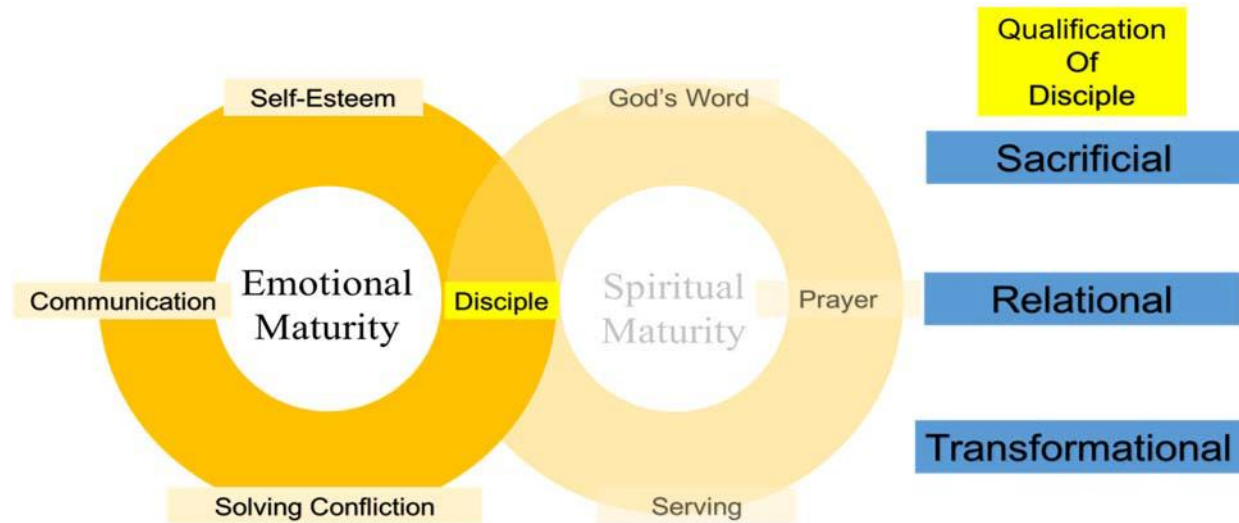 Qualification
Of
Disciple
Self-Esteem
God's Word
Sacrificial
Communication
Emotional
Maturity
Disciple
Spiritual
Maturity
Prayer
Relational
Transformational
Solving Confliction
Serving